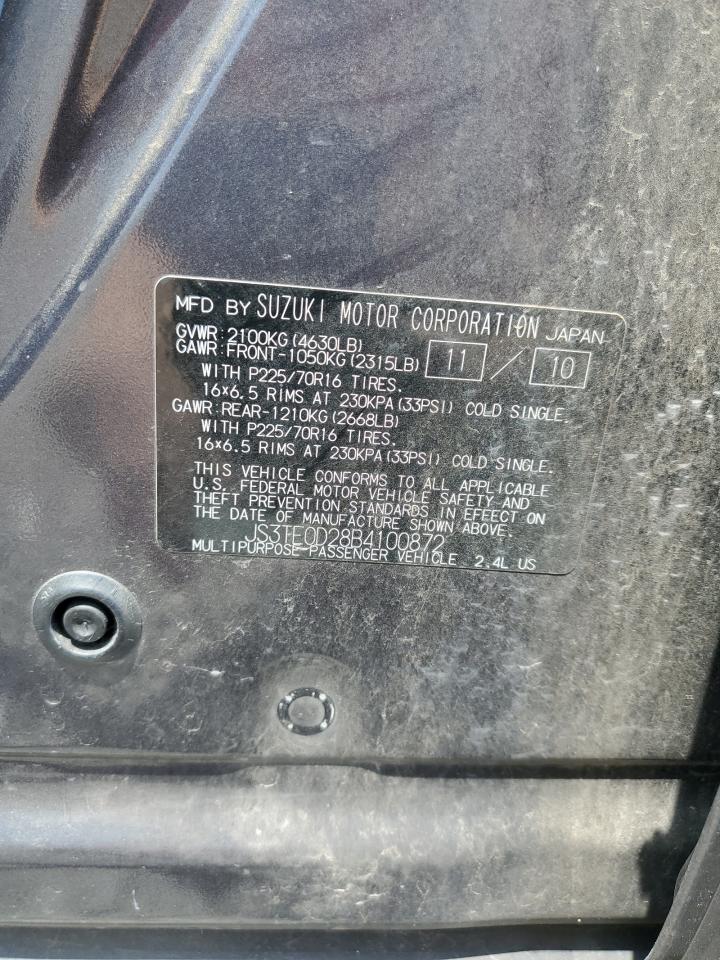 MFD BY SUZUKI MOTOR CORPORATION JAPAN
GVWR:2100KG(4630LB)
GAWR:FRONT-1050KG(2315LB) 11 / 10
WITH P225/70R16 TIRES.
16×6.5 RIMS AT 230KPA(33PSI) COLD SINGLE.
GAWR:REAR-1210KG(2668LB)
WITH P225/70R16 TIRES.
16×6.5 RIMS AT 230KPA(33PSI) COLD SINGLE.
THIS VEHICLE CONFORMS TO ALL APPLICABLE
U.S. FEDERAL MOTOR VEHICLE SAFETY AND
THEFT PREVENTION STANDARDS IN EFFECT ON
THE DATE OF MANUFACTURE SHOWN ABOVE.
JS3TE0D28B4100872
MULTIPURPOSE-PASSENGER VEHICLE 2.4L US